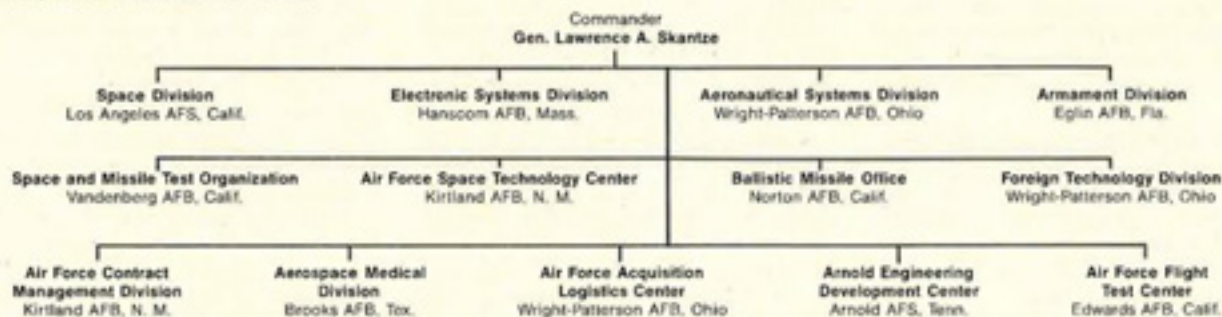 Commander
Gen. Lawrence A. Skantze
Space Division
Los Angeles AFS, Calif.
Electronic Systems Division
Hanscom AFB, Mass.
Aeronautical Systems Division
Wright-Patterson AFB, Ohio
Armament Division
Eglin AFB, Fla.
Space and Missile Test Organization
Vandenberg AFB, Calif.
Air Force Space Technology Center
Kirtland AFB, N. M.
Ballistic Missile Office
Norton AFB, Calif.
Foreign Technology Division
Wright-Patterson AFB, Ohio
Air Force Contract
Management Division
Kirtland AFB, N. M.
Aerospace Medical
Division
Brooks AFB, Tex.
Air Force Acquisition
Logistics Center
Wright-Patterson AFB, Ohio
Arnold Engineering
Development Center
Arnold AFS, Tenn.
Air Force Flight
Test Center
Edwards AFB, Calif.